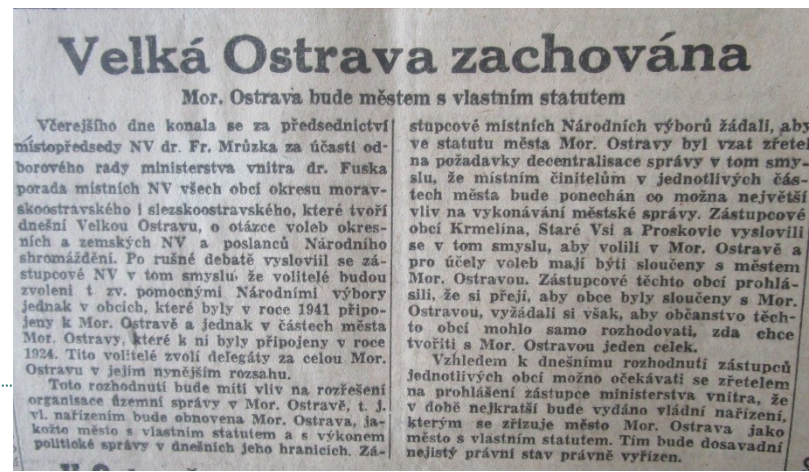 Velká Ostrava zachována
Mor. Ostrava bude městem s vlastním statutem
Včerejšího dne konala se za předsednictví
místopředsedy NV dr. Fr. Mrůzka za účasti od-
borového rady ministerstva vnitra dr. Fuska
porada místních NV všech obcí okresu morav-
skoostravského i slezskoostravského, které tvoří
dnešní Velkou Ostravu, o otázce voleb okres-
ních a zemských NV a poslanců Národního
shromáždění. Po rušné debatě vysloviil se zá-
stupcové NV v tom smyslu, že volitelé budou
zvoleni t zv. pomocnými Národními výbory
jednak v obcích, které byly v roce 1941 připo-
jeny k Mor. Ostravě a jednak v částech města
Mor. Ostravy, které k ní byly připojeny v roce
1924. Tito volitelé zvolí delegáty za celou Mor.
Ostravu v jejím nynějším rozsahu.
Toto rozhodnutí bude míti vliv na rozřešení
organisace územní správy v Mor. Ostravě, t. j.
vl. nařízením bude obnovena Mor. Ostrava, ja-
kožto město s vlastním statutem a s výkonem
politické správy v dnešních jeho hranicích. Zá-
stupcové místních Národních výborů žádali, aby
ve statutu města Mor. Ostravy byl vzat zřetel
na požadavky decentralisace správy v tom smy-
slu, že místním činitelům v jednotlivých čás-
tech města bude ponechán co možna největší
vliv na vykonávání městské správy. Zástupcové
obcí Krmelína, Staré Vsi a Proskovic vyslovili
se v tom smyslu, aby volili v Mor. Ostravě a
pro účely voleb mají býti sloučeny s městem
Mor. Ostravou. Zástupcové těchto obcí prohlá-
sili, že si přejí, aby obce byly sloučeny s Mor.
Ostravou, vyžádali si však, aby občanstvo těch-
to obcí mohlo samo rozhodovati, zda chce
tvořiti s Mor. Ostravou jeden celek.
Vzhledem k dnešnímu rozhodnutí zástupců
jednotlivých obcí možno očekávati se zřetelem
na prohlášení zástupce ministerstva vnitra, že
v době nejkratší bude vydáno vládní nařízení,
kterým se zřizuje město Mor. Ostrava jako
město s vlastním statutem. Tím bude dosavadní
nejistý právní stav právně vyřízen.